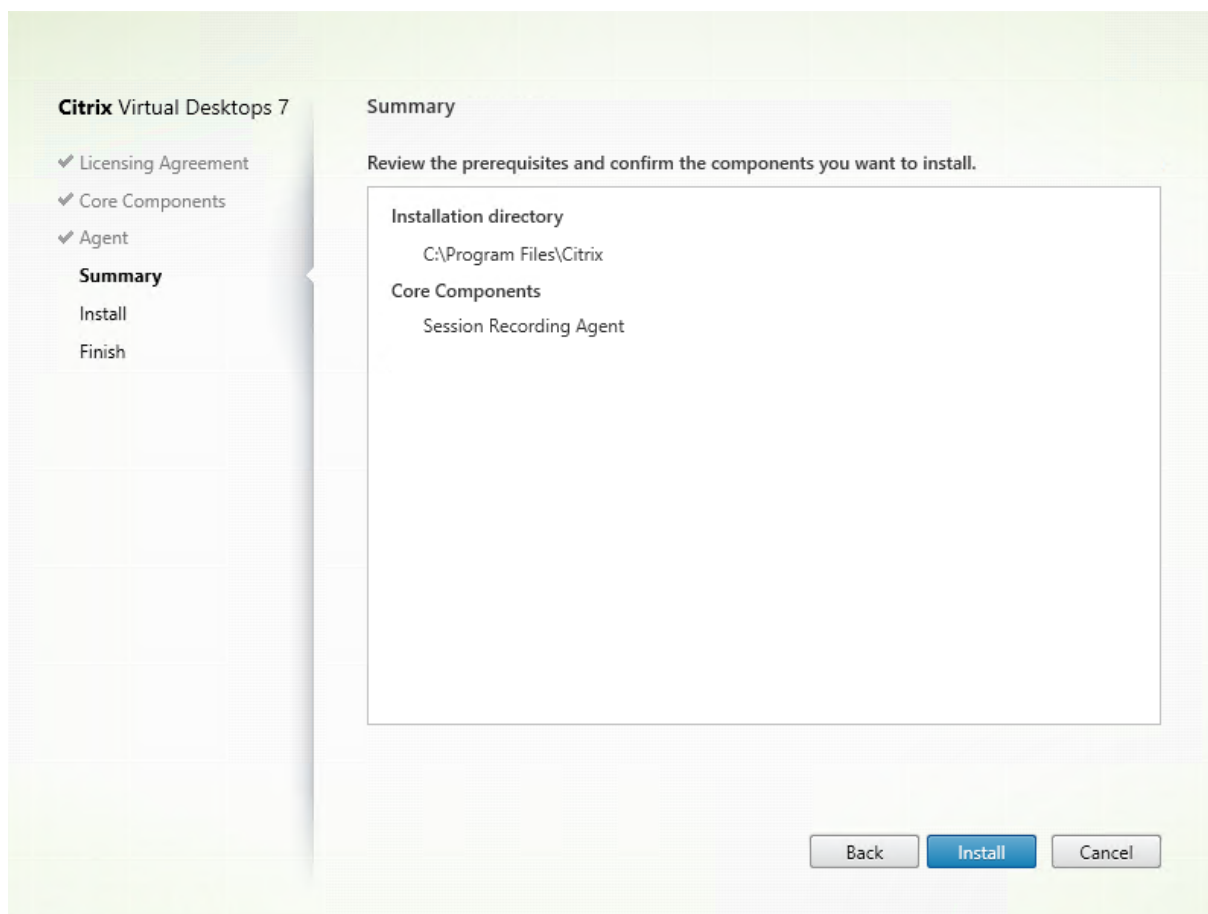 Citrix Virtual Desktops 7
Licensing Agreement
Core Components
Agent
Summary
Install
Finish
Summary
Review the prerequisites and confirm the components you want to install.
Installation directory
C:\Program Files\Citrix
Core Components
Session Recording Agent
Back
Install
Cancel